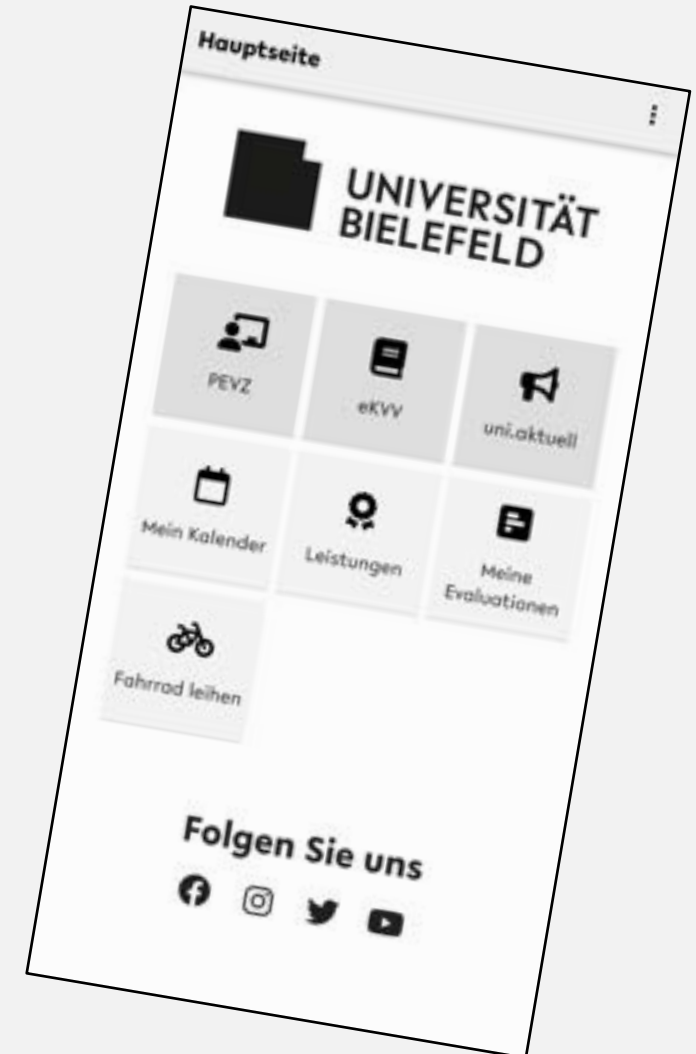 Hauptseite
UNIVERSITÄT
BIELEFELD
PEVZ
eKVV
uni.aktuell
Mein Kalender
Leistungen
Meine
Evaluationen
Fahrrad leihen
Folgen Sie uns